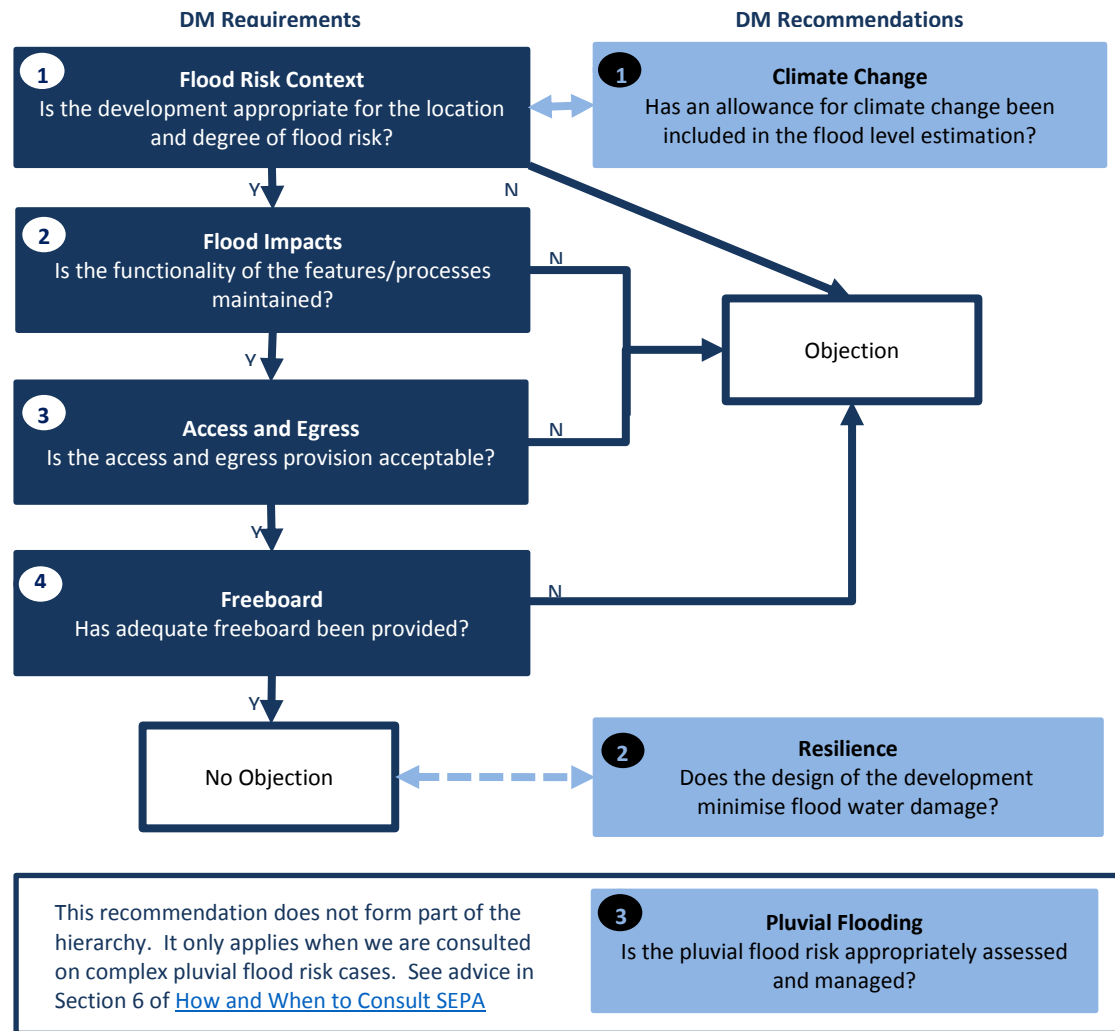 DM Requirements
DM Recommendations
1
Flood Risk Context
Is the development appropriate for the location
and degree of flood risk?
1
Climate Change
Has an allowance for climate change been
included in the flood level estimation?
Y
N
2
Flood Impacts
Is the functionality of the features/processes
maintained?
N
Objection
Y
3
Access and Egress
Is the access and egress provision acceptable?
N
Y
4
Freeboard
Has adequate freeboard been provided?
N
Y
No Objection
2
Resilience
Does the design of the development
minimise flood water damage?
This recommendation does not form part of the
hierarchy. It only applies when we are consulted
on complex pluvial flood risk cases. See advice in
Section 6 of How and When to Consult SEPA
3
Pluvial Flooding
Is the pluvial flood risk appropriately assessed
and managed?